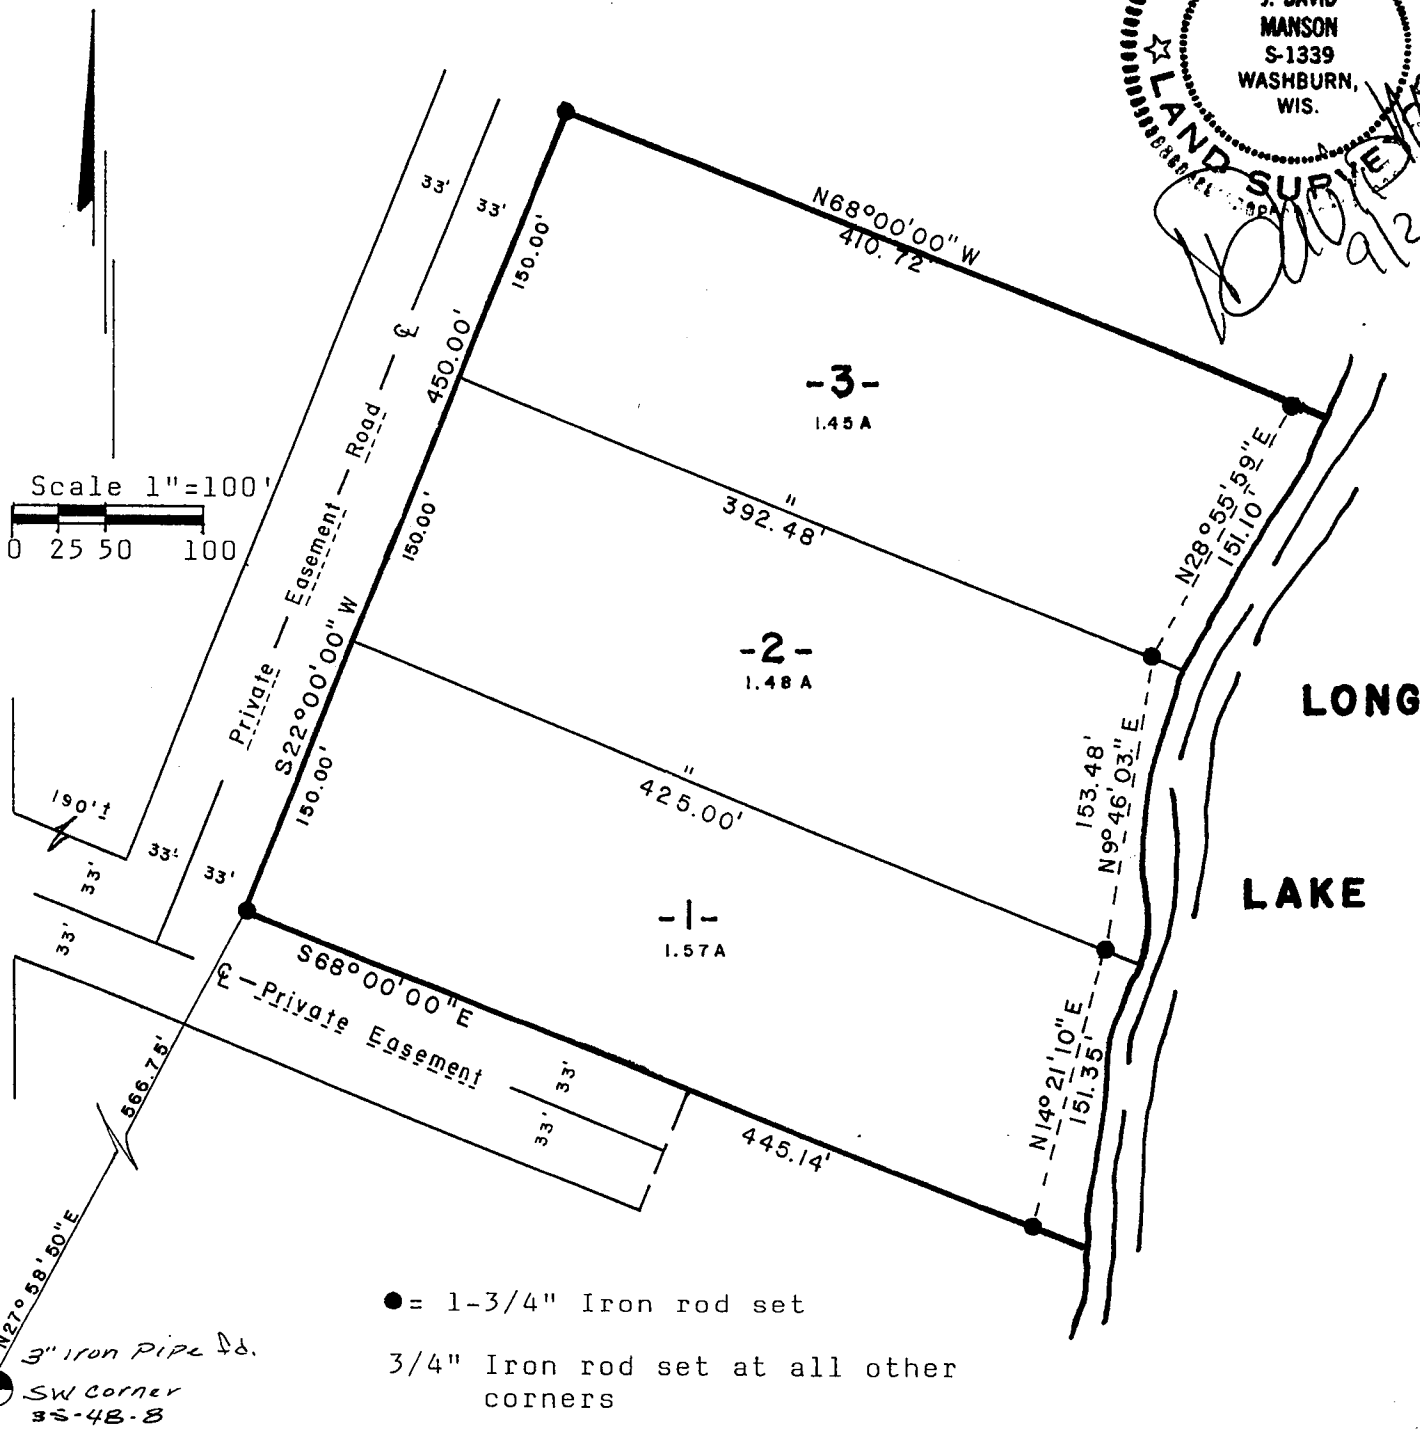 J. DAVID
MANSON
S-1339
WASHBURN,
WIS.
☆ LAND SURVE
33'
33'
150.00'
N68°00'00"W
410.72'
450.00'
-3-
1.45 A
Scale 1"=100'
0 25 50 100
Private Easement Road
℄
"
392.48'
N28°55'59"E
151.10'
150.00'
S22°00'00"W
-2-
1.48 A
LONG
LAKE
150.00'
"
425.00'
153.48'
N9°46'03"E
190'±
33'
33'
33'
33'
-1-
1.57 A
S68°00'00"E
℄ Private Easement
33'
33'
445.14'
N14°21'10"E
151.35'
566.75'
N27°58'50"E
●= 1-3/4" Iron rod set
3/4" Iron rod set at all other
corners
3" Iron Pipe fd.
SW Corner
35-48-8